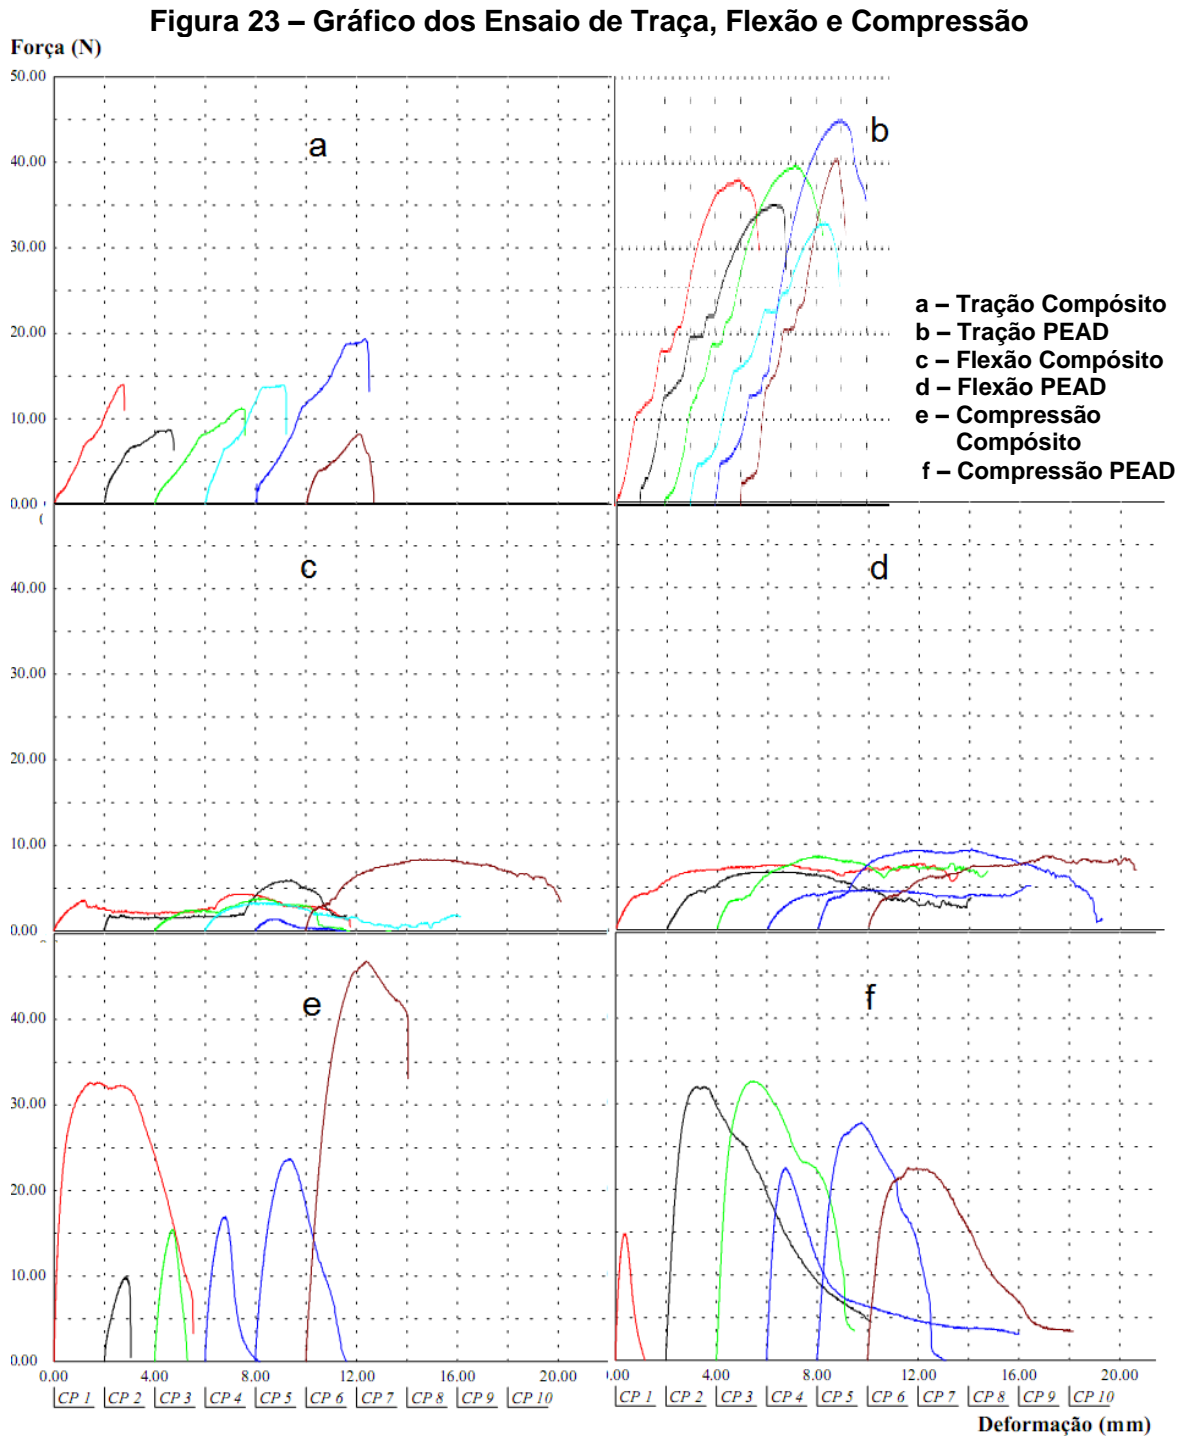 Figura 23 – Gráfico dos Ensaio de Traça, Flexão e Compressão
Força (N)
50.00
40.00
30.00
20.00
10.00
0.00
a
b
a – Tração Compósito
b – Tração PEAD
c – Flexão Compósito
d – Flexão PEAD
e – Compressão
Compósito
f – Compressão PEAD
40.00
30.00
20.00
10.00
0.00
c
d
40.00
30.00
20.00
10.00
0.00
e
f
0.00 4.00 8.00 12.00 16.00 20.00
CP 1 CP 2 CP 3 CP 4 CP 5 CP 6 CP 7 CP 8 CP 9 CP 10
4.00 8.00 12.00 16.00 20.00
CP 1 CP 2 CP 3 CP 4 CP 5 CP 6 CP 7 CP 8 CP 9 CP 10
Deformação (mm)